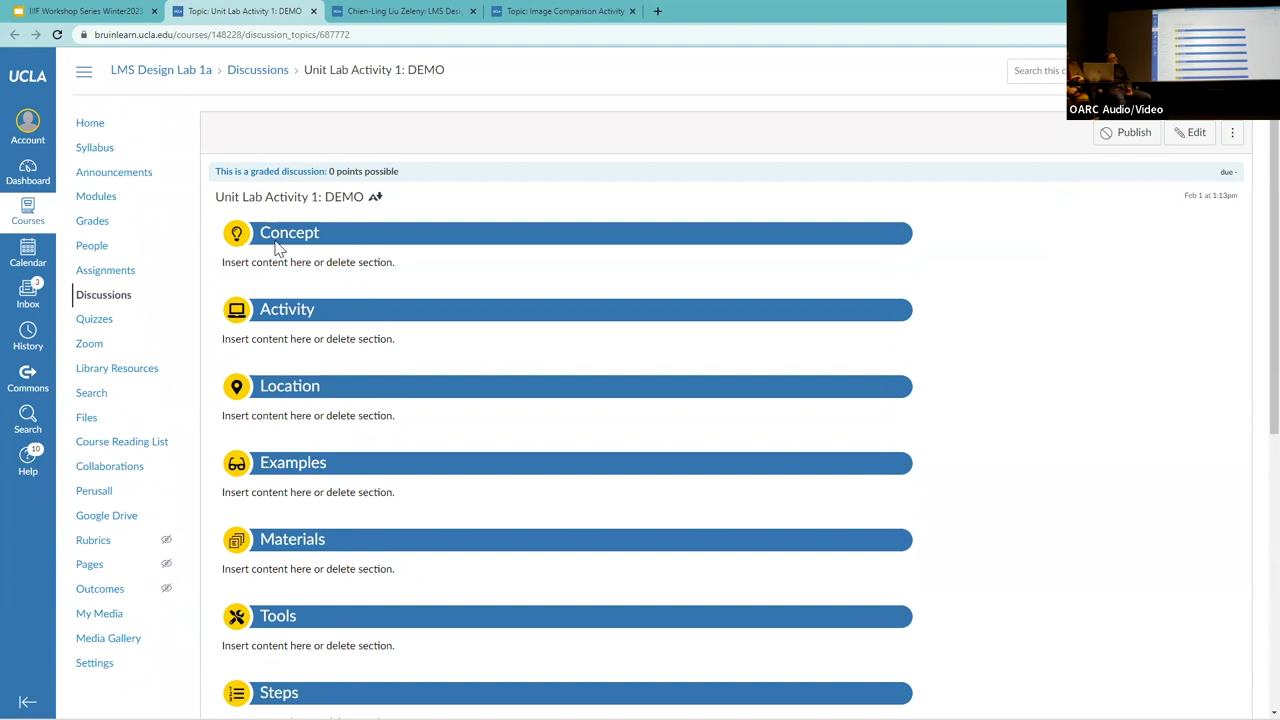 IIIF Workshop Series Winter2023
Topic: Unit Lab Activity 1: DEMO
Chien-Ling Liu Zeleny: LMS Des
Topic: Image Comparison Activity
bruinlearn.ucla.edu/courses/148228/discussion_topics/687772
OARC Audio/Video
UCLA
LMS Design Lab 1a > Discussions > Unit Lab Activity 1: DEMO
Search this c
Account
Dashboard
Courses
Calendar
3
Inbox
History
Commons
Search
10
Help
Home
Syllabus
Announcements
Modules
Grades
People
Assignments
Discussions
Quizzes
Zoom
Library Resources
Search
Files
Course Reading List
Collaborations
Perusall
Google Drive
Rubrics
Pages
Outcomes
My Media
Media Gallery
Settings
Publish
Edit
This is a graded discussion: 0 points possible
due -
Unit Lab Activity 1: DEMO
Feb 1 at 1:13pm
Concept
Insert content here or delete section.
Activity
Insert content here or delete section.
Location
Insert content here or delete section.
Examples
Insert content here or delete section.
Materials
Insert content here or delete section.
Tools
Insert content here or delete section.
Steps